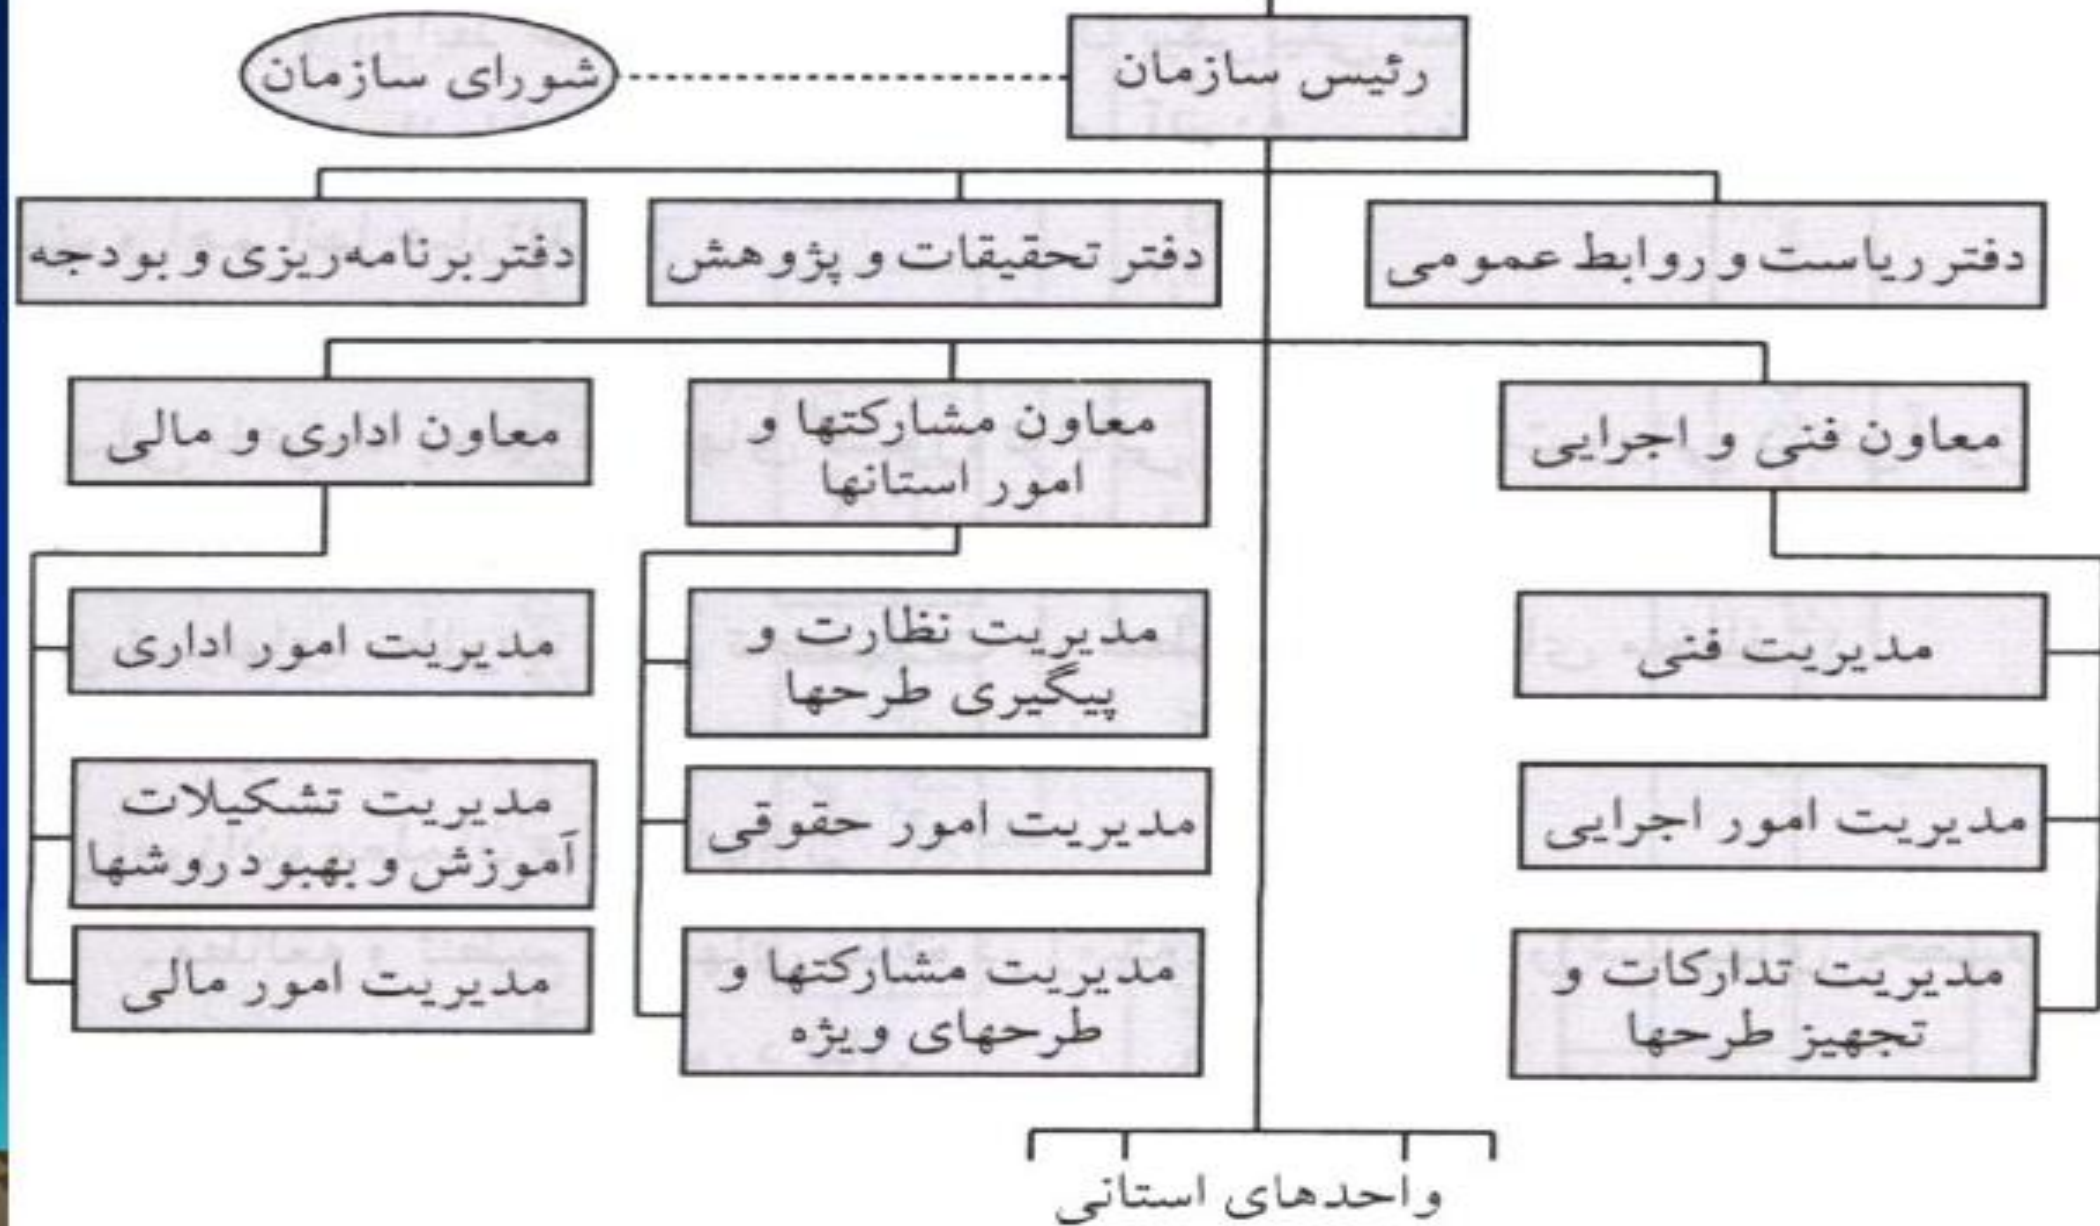 رئیس سازمان
شورای سازمان
دفتر ریاست و روابط عمومی
دفتر تحقیقات و پژوهش
دفتر برنامه‌ریزی و بودجه
معاون فنی و اجرایی
معاون مشارکتها و
امور استانها
معاون اداری و مالی
مدیریت فنی
مدیریت امور اجرایی
مدیریت تدارکات و
تجهیز طرحها
مدیریت نظارت و
پیگیری طرحها
مدیریت امور حقوقی
مدیریت مشارکتها و
طرحهای ویژه
مدیریت امور اداری
مدیریت تشکیلات
آموزش و بهبود روشها
مدیریت امور مالی
واحدهای استانی